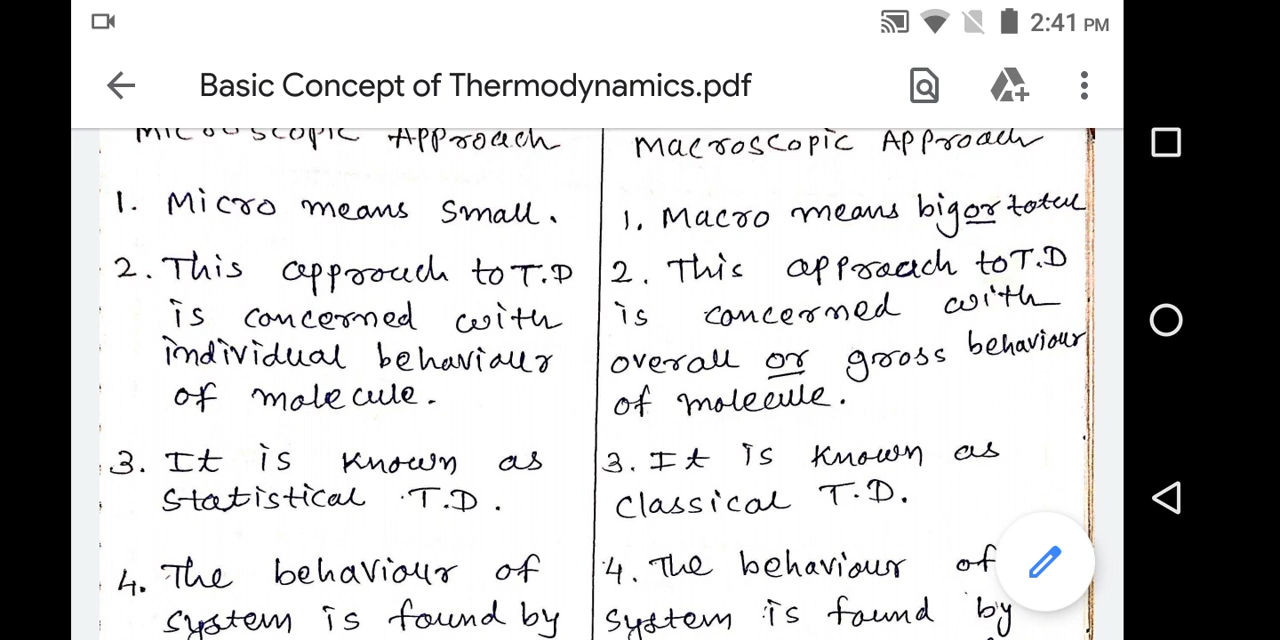 2:41 PM
Basic Concept of Thermodynamics.pdf
Microscopic Approach
1. Micro means small.
2. This approach to T.D
is concerned with
individual behaviour
of molecule.
3. It is known as
statistical T.D.
4. The behaviour of
system is found by
Macroscopic Approach
1. Macro means big or total
2. This approach to T.D
is concerned with
overall or gross behaviour
of molecule.
3. It is known as
classical T.D.
4. The behaviour of
system is found by